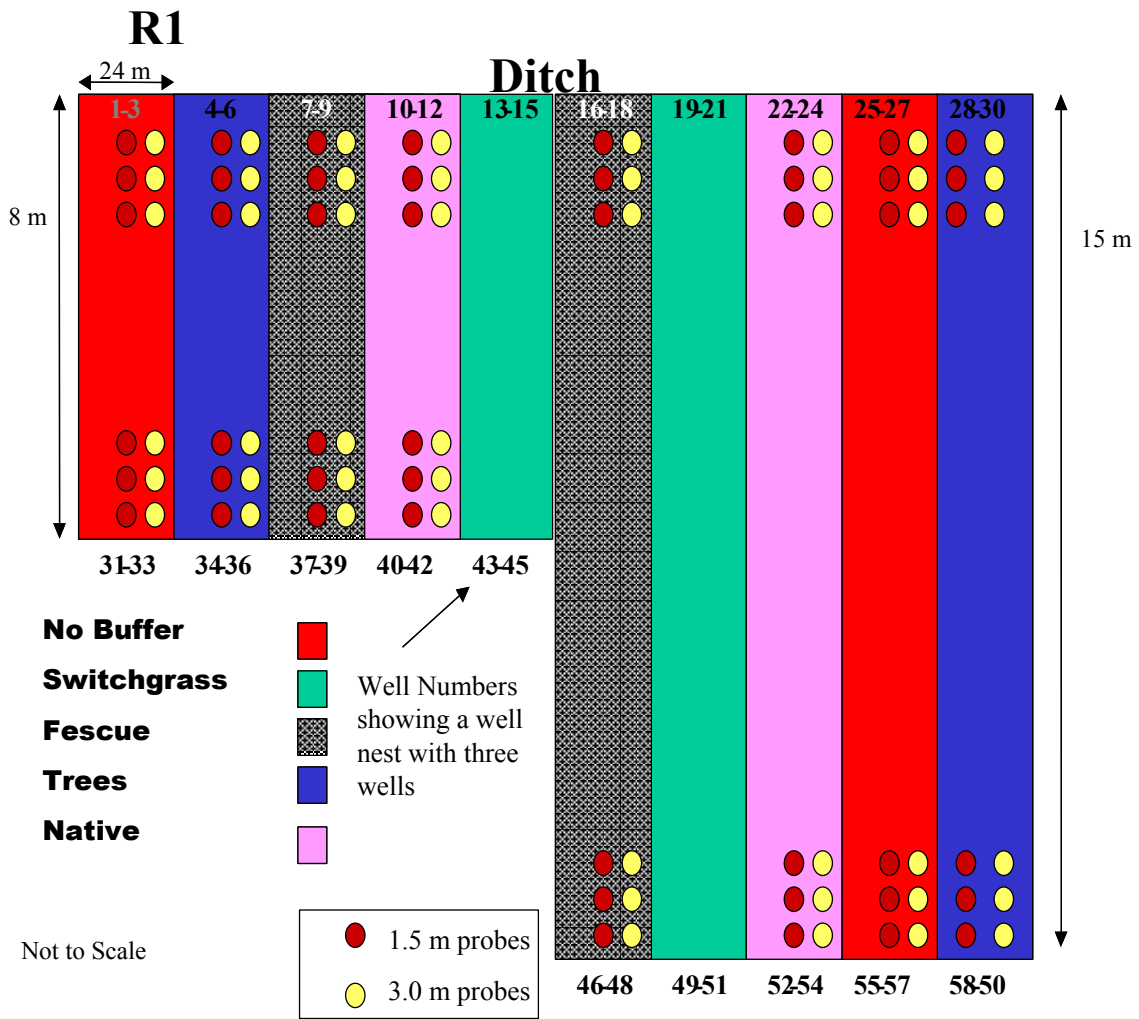 R1
24 m
Ditch
1-3 4-6 7-9 10-12 13-15 16-18 19-21 22-24 25-27 28-30
8 m
15 m
31-33 34-36 37-39 40-42 43-45
No Buffer
Switchgrass
Fescue
Trees
Native
Well Numbers
showing a well
nest with three
wells
Not to Scale
1.5 m probes
3.0 m probes
46-48 49-51 52-54 55-57 58-50